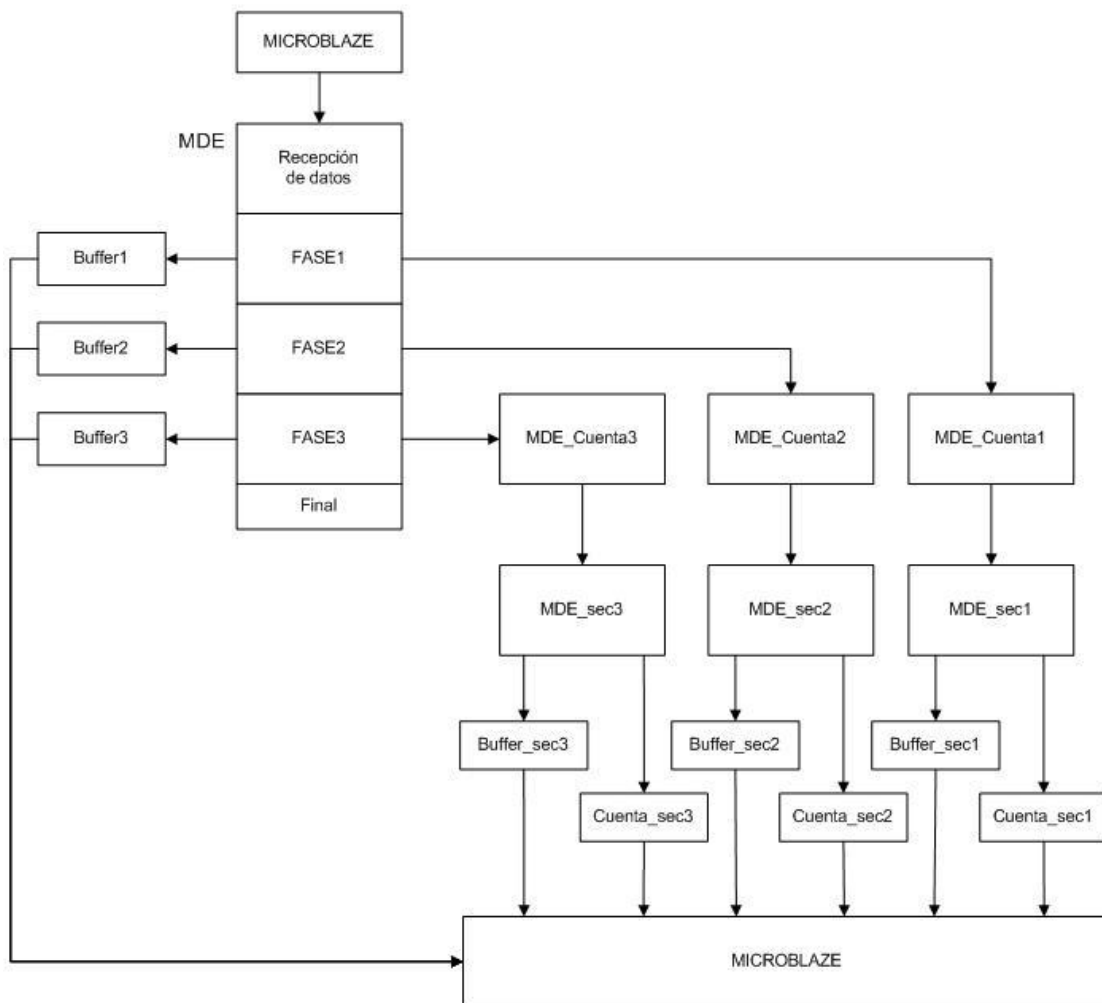 MICROBLAZE
MDE
Recepción
de datos
Buffer1
FASE1
Buffer2
FASE2
Buffer3
FASE3
MDE_Cuenta3
MDE_Cuenta2
MDE_Cuenta1
Final
MDE_sec3
MDE_sec2
MDE_sec1
Buffer_sec3
Buffer_sec2
Buffer_sec1
Cuenta_sec3
Cuenta_sec2
Cuenta_sec1
MICROBLAZE